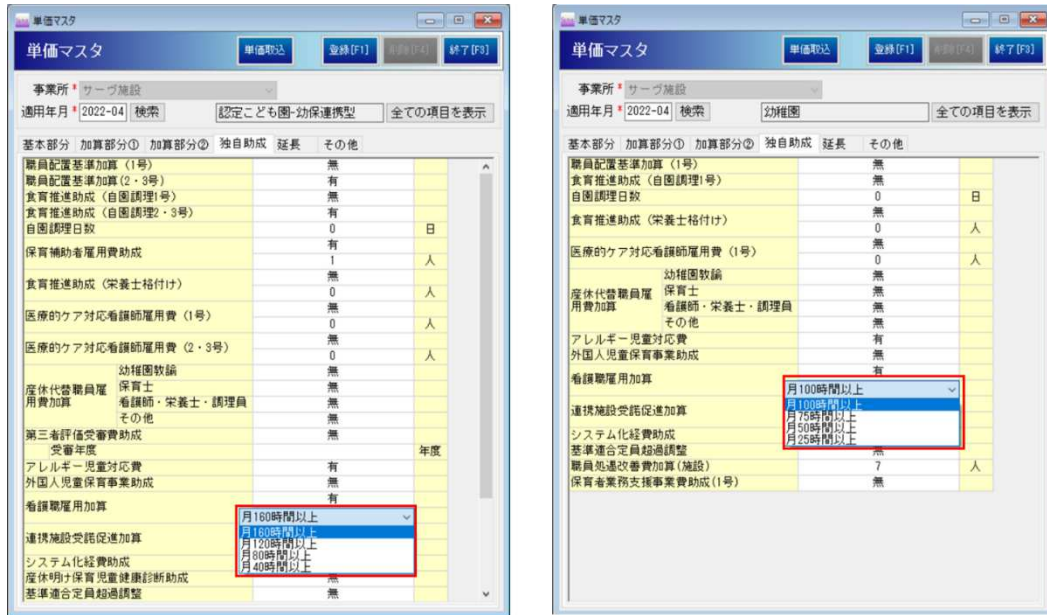 単価マスタ
単価マスタ
単価取込
登録[F1]
削除[F4]
終了[F3]
事業所* サーヴ施設
適用年月* 2022-04 検索 認定こども園-幼保連携型 全ての項目を表示
基本部分 加算部分① 加算部分② 独自助成 延長 その他
職員配置基準加算(1号) 無
職員配置基準加算(2・3号) 有
食育推進助成(自園調理1号) 無
食育推進助成(自園調理2・3号) 有
自園調理日数 0 日
保育補助者雇用費助成 有
1 人
食育推進助成(栄養士格付け) 無
0 人
医療的ケア対応看護師雇用費(1号) 無
0 人
医療的ケア対応看護師雇用費(2・3号) 無
0 人
産休代替職員雇用費加算 幼稚園教諭 無
保育士 無
看護師・栄養士・調理員 無
その他 無
第三者評価受審費助成 無
受審年度 年度
アレルギー児童対応費 有
外国人児童保育事業助成 無
看護職雇用加算 有
月160時間以上
連携施設受託促進加算
月160時間以上
月120時間以上
月80時間以上
月40時間以上
システム化経費助成
産休明け保育児童健康診断助成 無
基準適合定員超過調整 無
単価マスタ
単価マスタ
単価取込
登録[F1]
削除[F4]
終了[F3]
事業所* サーヴ施設
適用年月* 2022-04 検索 幼稚園 全ての項目を表示
基本部分 加算部分① 加算部分② 独自助成 延長 その他
職員配置基準加算(1号) 無
食育推進助成(自園調理1号) 無
自園調理日数 0 日
食育推進助成(栄養士格付け) 無
0 人
医療的ケア対応看護師雇用費(1号) 無
0 人
産休代替職員雇用費加算 幼稚園教諭 無
保育士 無
看護師・栄養士・調理員 無
その他 無
アレルギー児童対応費 有
外国人児童保育事業助成 無
看護職雇用加算 有
月100時間以上
連携施設受託促進加算
月100時間以上
月75時間以上
月50時間以上
月25時間以上
システム化経費助成
基準適合定員超過調整 無
職員処遇改善費加算(施設) 7 人
保育者業務支援事業費助成(1号) 無